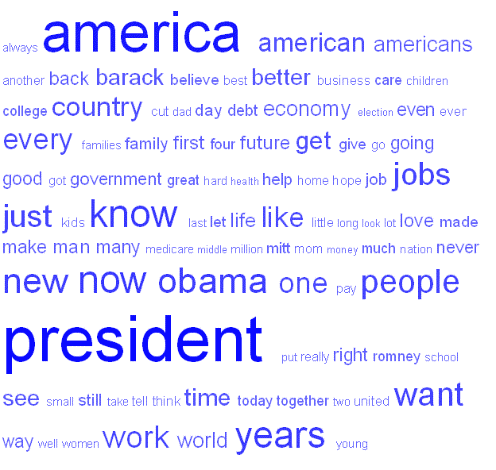 always america american americans
another back barack believe best better business care children
college country cut dad day debt economy election even ever
every families family first four future get give go going
good got government great hard health help home hope job jobs
just kids know last let life like little long look lot love made
make man many medicare middle million mitt mom money much nation never
new now obama one pay people
president put really right romney school
see small still take tell think time today together two united want
way well women work world years young